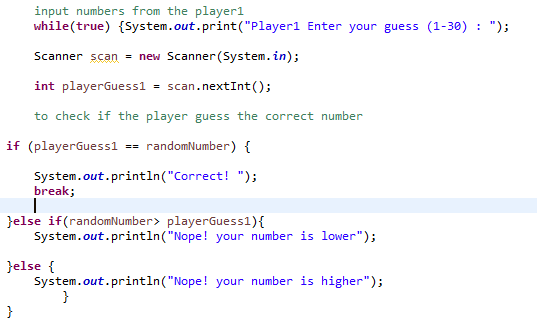 input numbers from the player1
while(true) {System.out.print("Player1 Enter your guess (1-30) : ");
Scanner scan = new Scanner(System.in);
int playerGuess1 = scan.nextInt();
to check if the player guess the correct number
if (playerGuess1 == randomNumber) {
System.out.println("Correct! ");
break;
}else if(randomNumber> playerGuess1){
System.out.println("Nope! your number is lower");
}else {
System.out.println("Nope! your number is higher");
}
}